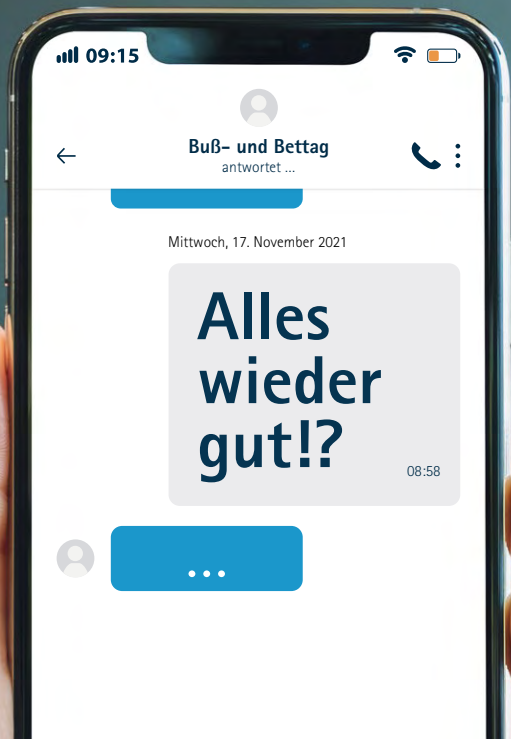 09:15
Buß- und Bettag
antwortet ...
Mittwoch, 17. November 2021
Alles
wieder
gut!?
08:58
...